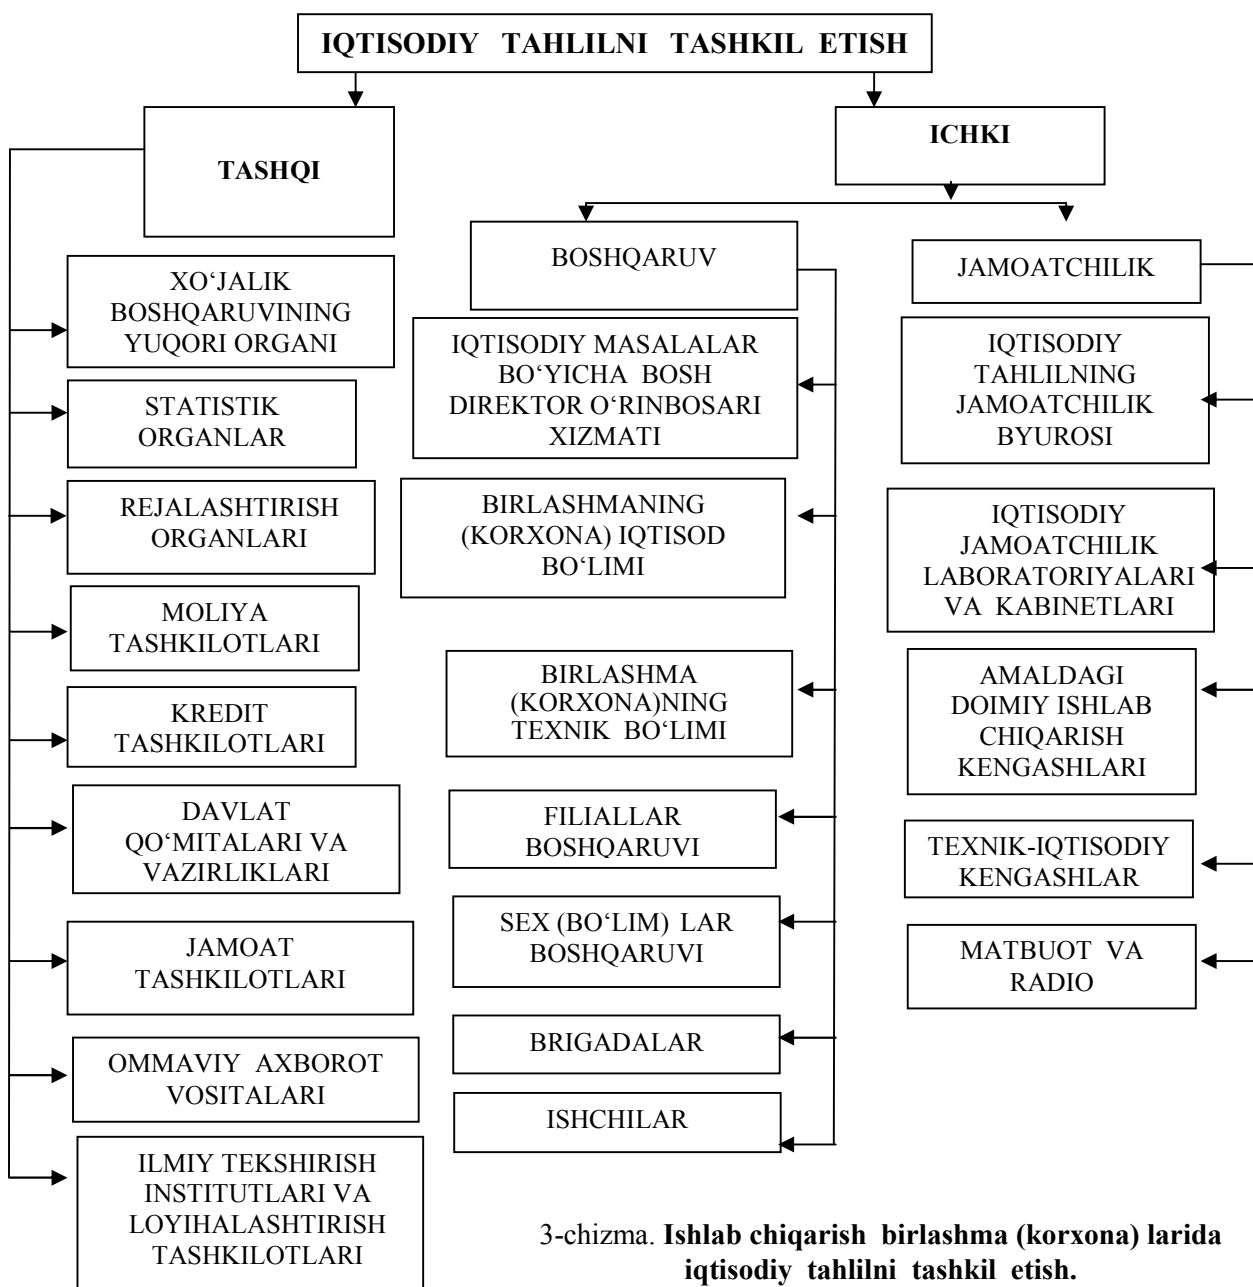 IQTISODIY TAHLILNI TASHKIL ETISH
TASHQI
ICHKI
XO‘JALIK
BOSHQARUVINING
YUQORI ORGANI
STATISTIK
ORGANLAR
REJALASHTIRISH
ORGANLARI
MOLIYA
TASHKILOTLARI
KREDIT
TASHKILOTLARI
DAVLAT
QO‘MITALARI VA
VAZIRLIKLARI
JAMOAT
TASHKILOTLARI
OMMAVIY AXBOROT
VOSITALARI
ILMIY TEKSHIRISH
INSTITUTLARI VA
LOYIHALASHTIRISH
TASHKILOTLARI
BOSHQARUV
IQTISODIY MASALALAR
BO‘YICHA BOSH
DIREKTOR O‘RINBOSARI
XIZMATI
BIRLASHMANING
(KORXONA) IQTISOD
BO‘LIMI
BIRLASHMA
(KORXONA)NING
TEXNIK BO‘LIMI
FILIALLAR
BOSHQARUVI
SEX (BO‘LIM) LAR
BOSHQARUVI
BRIGADALAR
ISHCHILAR
JAMOATCHILIK
IQTISODIY
TAHLILNING
JAMOATCHILIK
BYUROSI
IQTISODIY
JAMOATCHILIK
LABORATORIYALARI
VA KABINETLARI
AMALDAGI
DOIMIY ISHLAB
CHIQARISH
KENGASHLARI
TEXNIK-IQTISODIY
KENGASHLAR
MATBUOT VA
RADIO
3-chizma. Ishlab chiqarish birlashma (korxona) larida
iqtisodiy tahlilni tashkil etish.